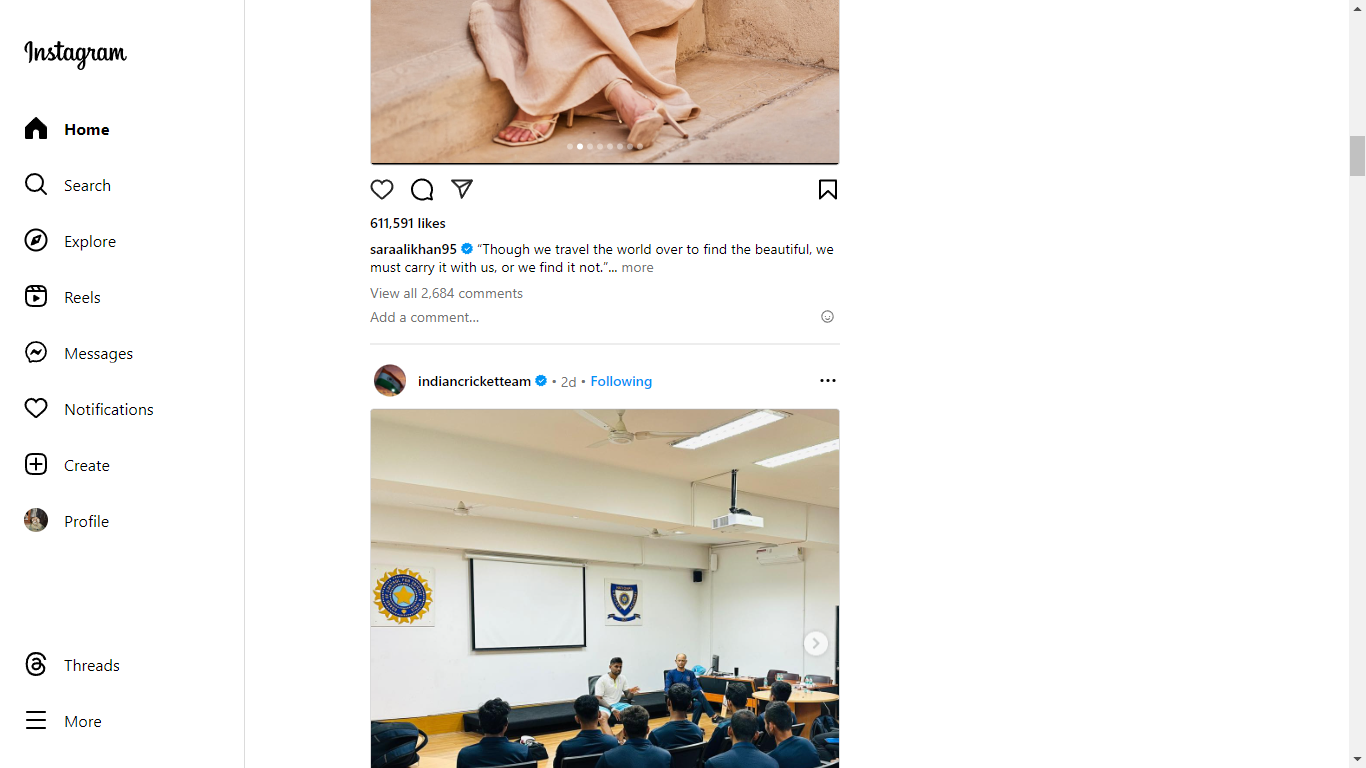 Instagram
Home
Search
Explore
Reels
Messages
Notifications
Create
Profile
Threads
More
611,591 likes
saraalikhan95 “Though we travel the world over to find the beautiful, we
must carry it with us, or we find it not.”... more
View all 2,684 comments
Add a comment...
indiancricketteam • 2d • Following